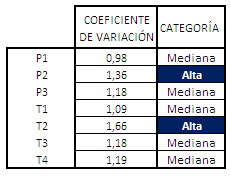 COEFICIENTE DE VARIACIÓN CATEGORÍA
P1 0,98 Mediana
P2 1,36 Alta
P3 1,18 Mediana
T1 1,09 Mediana
T2 1,66 Alta
T3 1,18 Mediana
T4 1,19 Mediana